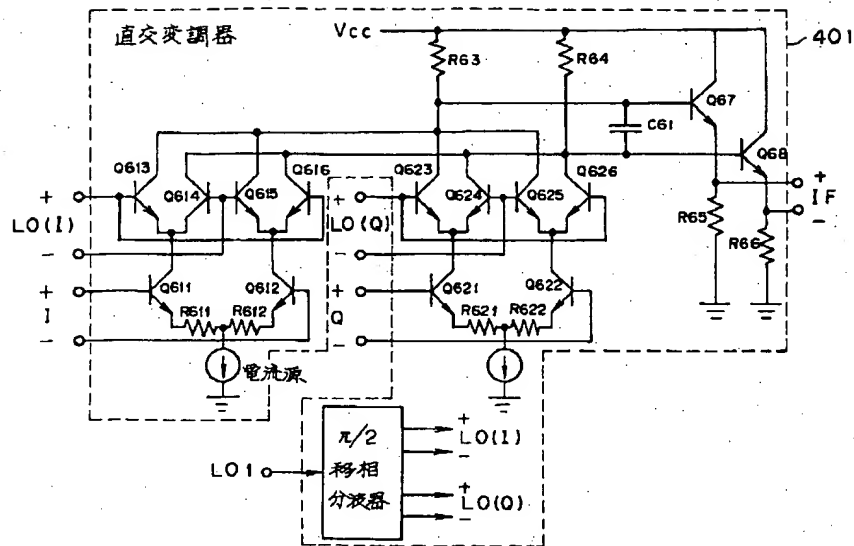 直交変調器
Vcc
401
R63
R64
Q67
C61
Q68
Q613
Q614
Q615
Q616
Q623
Q624
Q625
Q626
+
LO(I)
−
+
LO(Q)
−
+
IF
−
R65
R66
+
I
−
Q611
Q612
R611
R612
+
Q
−
Q621
Q622
R621
R622
電流源
LO1
π/2
移相
分波器
+
LO(I)
−
+
LO(Q)
−